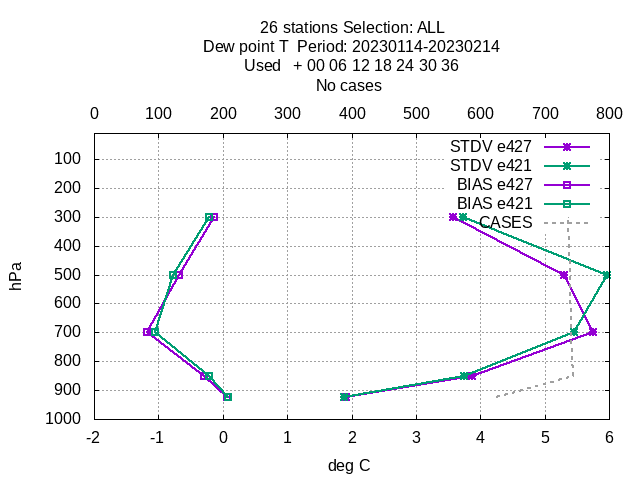 26 stations Selection: ALL
Dew point T  Period: 20230114-20230214
Used   + 00 06 12 18 24 30 36
No cases
0 100 200 300 400 500 600 700 800
STDV e427
STDV e421
BIAS e427
BIAS e421
CASES
hPa
100
200
300
400
500
600
700
800
900
1000
-2 -1 0 1 2 3 4 5 6
deg C